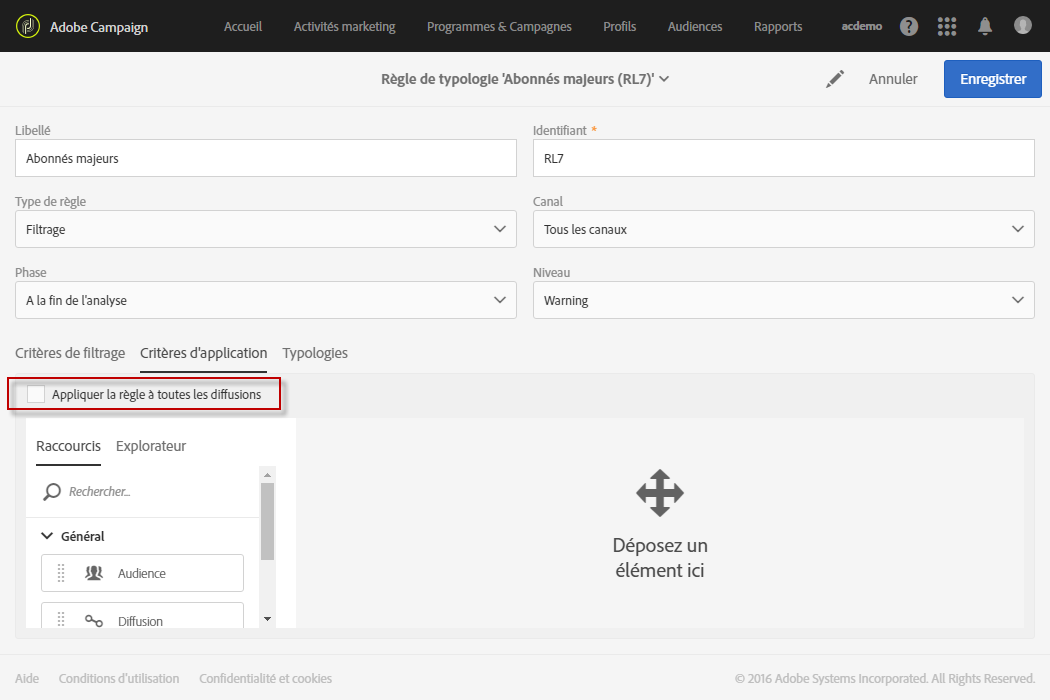 Adobe Campaign Accueil Activités marketing Programmes & Campagnes Profils Audiences Rapports acdemo ?
Règle de typologie 'Abonnés majeurs (RL7)' Annuler Enregistrer
Libellé Identifiant *
Abonnés majeurs RL7
Type de règle Canal
Filtrage Tous les canaux
Phase Niveau
A la fin de l'analyse Warning
Critères de filtrage Critères d'application Typologies
Appliquer la règle à toutes les diffusions
Raccourcis Explorateur
Rechercher...
Général
Audience
Diffusion
Déposez un
élément ici
Aide Conditions d'utilisation Confidentialité et cookies © 2016 Adobe Systems Incorporated. All Rights Reserved.